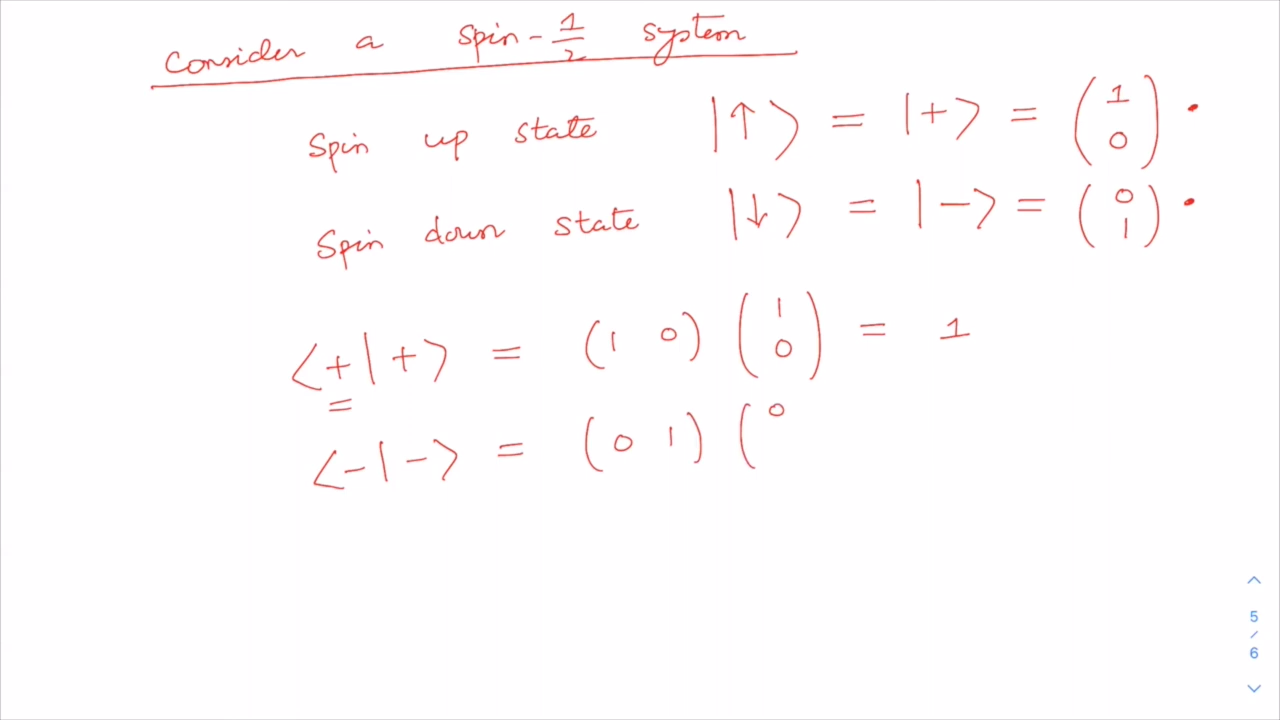 Consider a spin-1/2 system
Spin up state |↑⟩ = |+⟩ = (1 0)
Spin down state |↓⟩ = |−⟩ = (0 1)
⟨+|+⟩ = (1 0) (1 0) = 1
=
⟨−|−⟩ = (0 1) (0
5
/
6